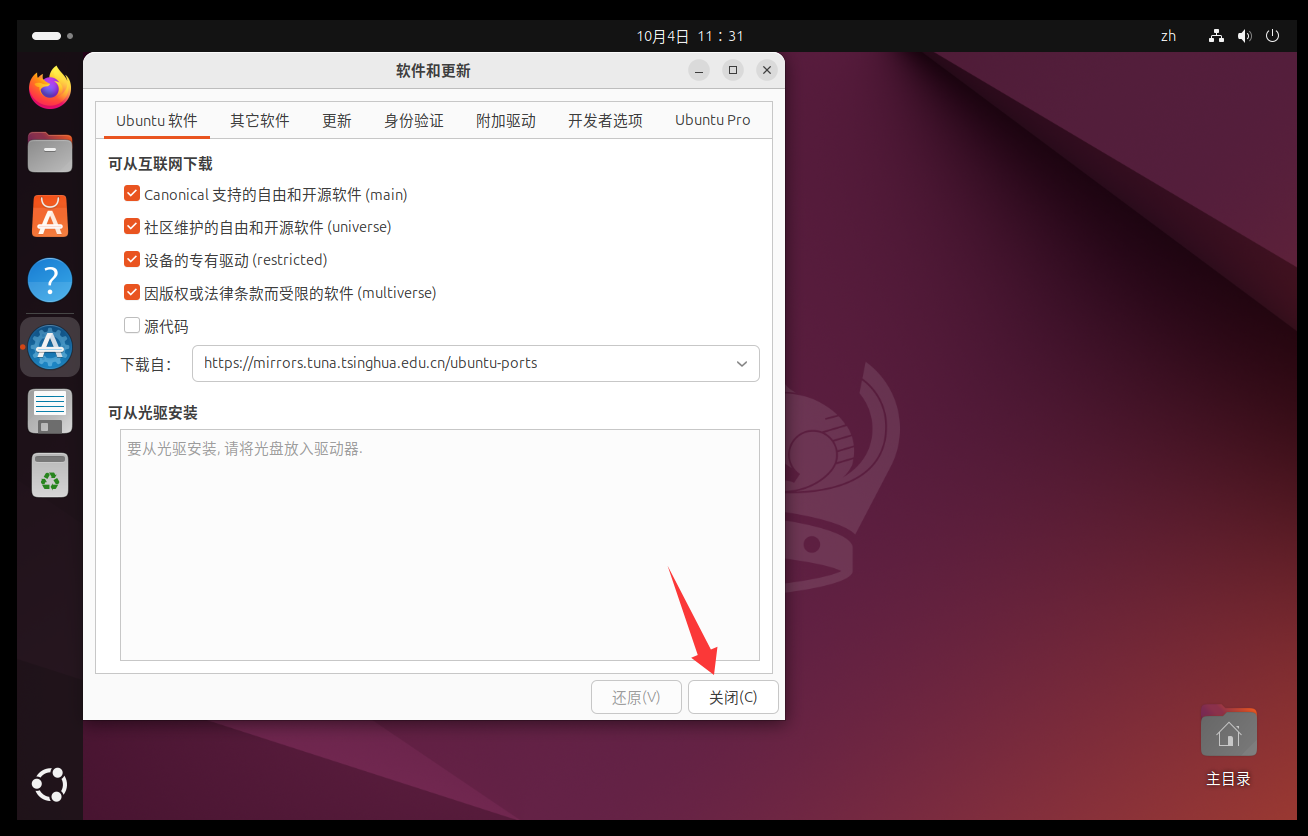 10月4日 11：31
zh
软件和更新
Ubuntu 软件
其它软件
更新
身份验证
附加驱动
开发者选项
Ubuntu Pro
可从互联网下载
Canonical 支持的自由和开源软件 (main)
社区维护的自由和开源软件 (universe)
设备的专有驱动 (restricted)
因版权或法律条款而受限的软件 (multiverse)
源代码
下载自：
https://mirrors.tuna.tsinghua.edu.cn/ubuntu-ports
可从光驱安装
要从光驱安装, 请将光盘放入驱动器.
还原(V)
关闭(C)
主目录